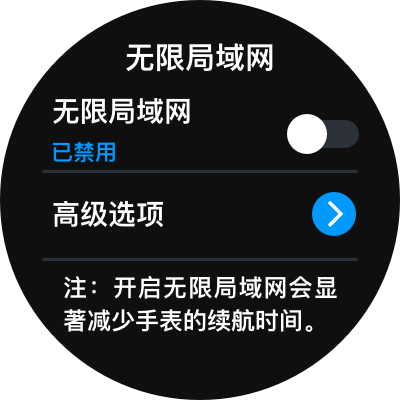 无限局域网
无限局域网
已禁用
高级选项
注：开启无限局域网会显
著减少手表的续航时间。